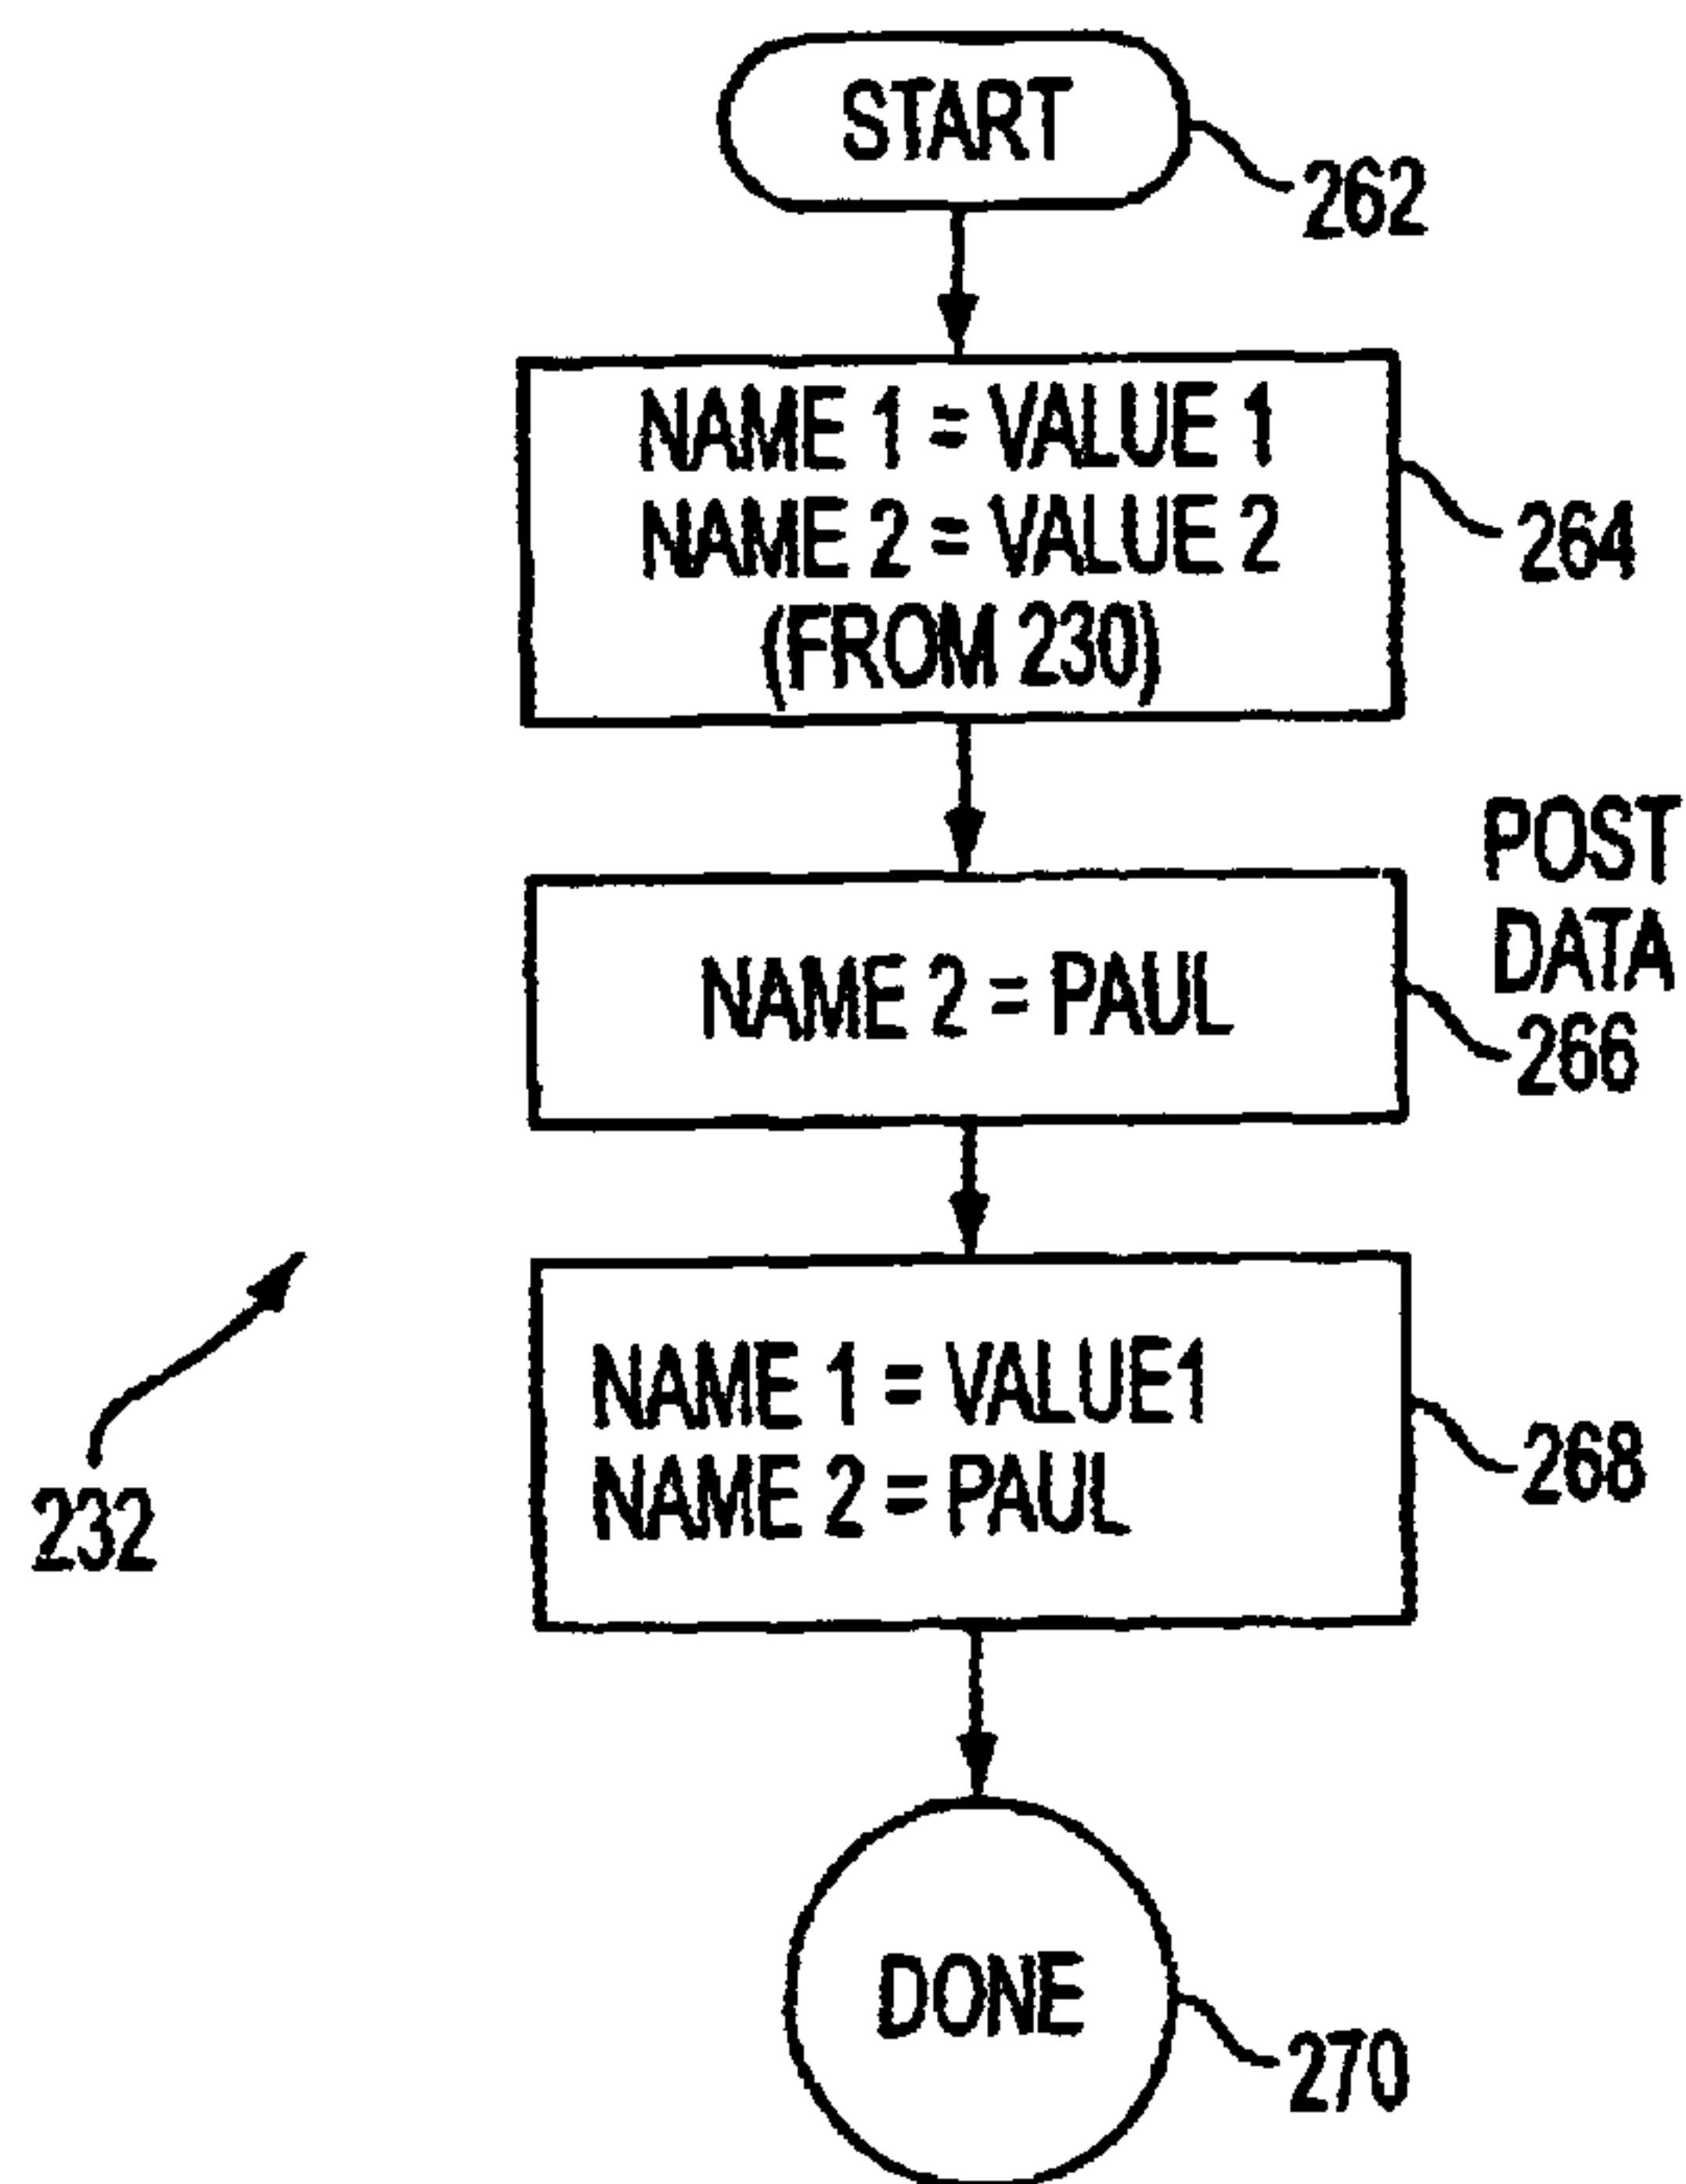 START
262
NAME 1 = VALUE 1
NAME 2 = VALUE 2
(FROM 230)
264
POST
DATA
266
NAME 2 = PAUL
NAME 1 = VALUE1
NAME 2 = PAUL
268
232
DONE
270